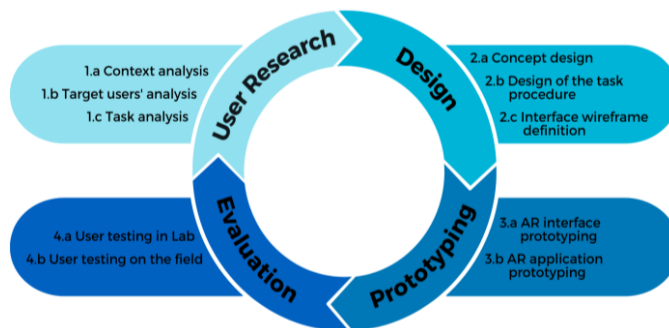 User Research
1.a Context analysis
1.b Target users' analysis
1.c Task analysis
Design
2.a Concept design
2.b Design of the task
procedure
2.c Interface wireframe
definition
Prototyping
3.a AR interface
prototyping
3.b AR application
prototyping
Evaluation
4.a User testing in Lab
4.b User testing on the field